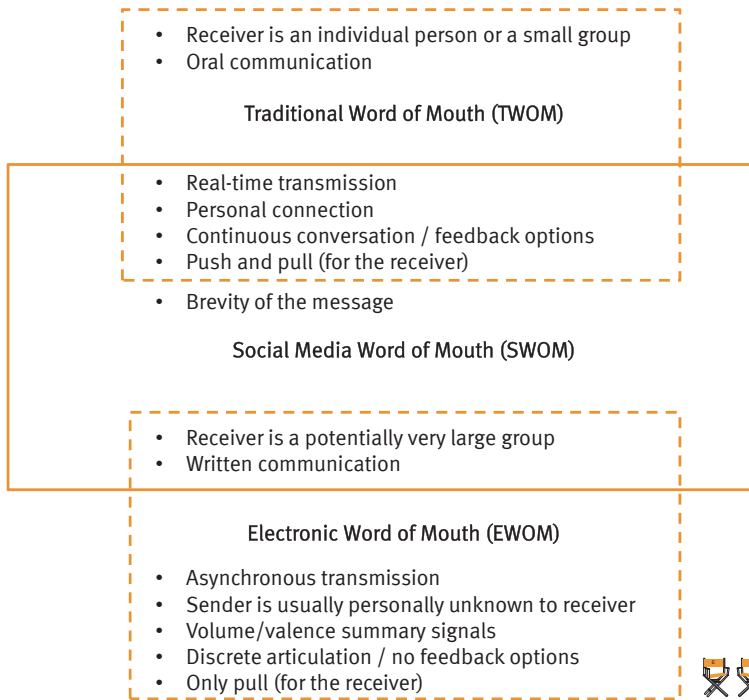 • Receiver is an individual person or a small group
• Oral communication
Traditional Word of Mouth (TWOM)
• Real-time transmission
• Personal connection
• Continuous conversation / feedback options
• Push and pull (for the receiver)
• Brevity of the message
Social Media Word of Mouth (SWOM)
• Receiver is a potentially very large group
• Written communication
Electronic Word of Mouth (EWOM)
• Asynchronous transmission
• Sender is usually personally unknown to receiver
• Volume/valence summary signals
• Discrete articulation / no feedback options
• Only pull (for the receiver)